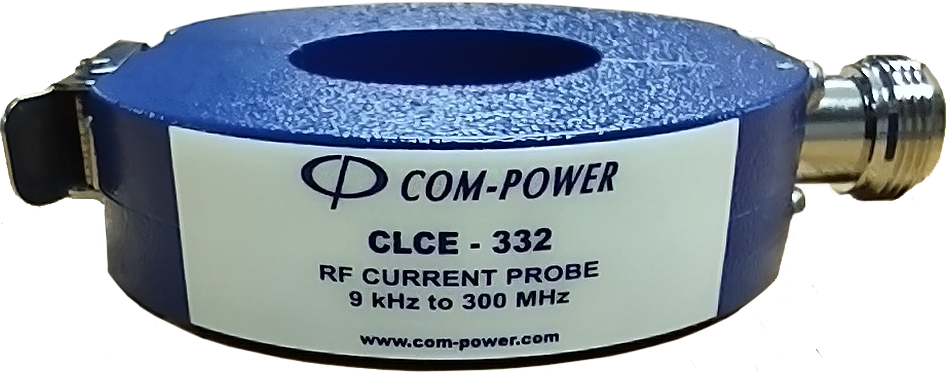 COM-POWER
CLCE - 332
RF CURRENT PROBE
9 kHz to 300 MHz
www.com-power.com